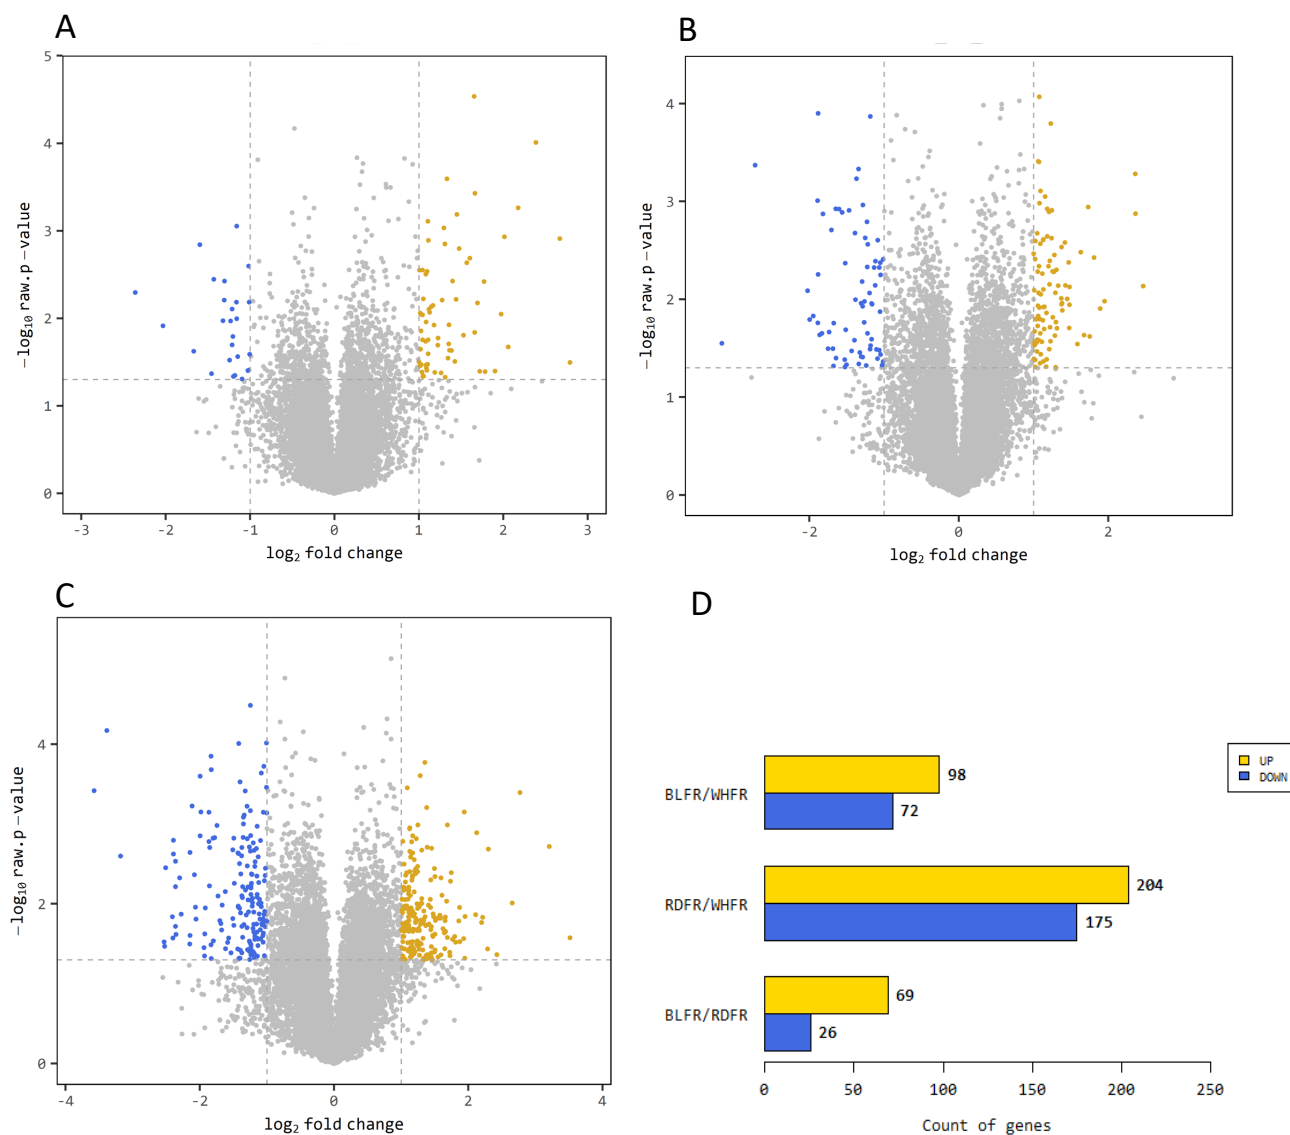 A
5
4
3
2
1
0
−log10 raw.p−value
-3
-2
-1
0
1
2
3
log2 fold change
B
4
3
2
1
0
−log10 raw.p−value
-2
0
2
log2 fold change
C
4
2
0
−log10 raw.p−value
-4
-2
0
2
4
log2 fold change
D
UP
DOWN
BLFR/WHFR
98
72
RDFR/WHFR
204
175
BLFR/RDFR
69
26
0
50
100
150
200
250
Count of genes